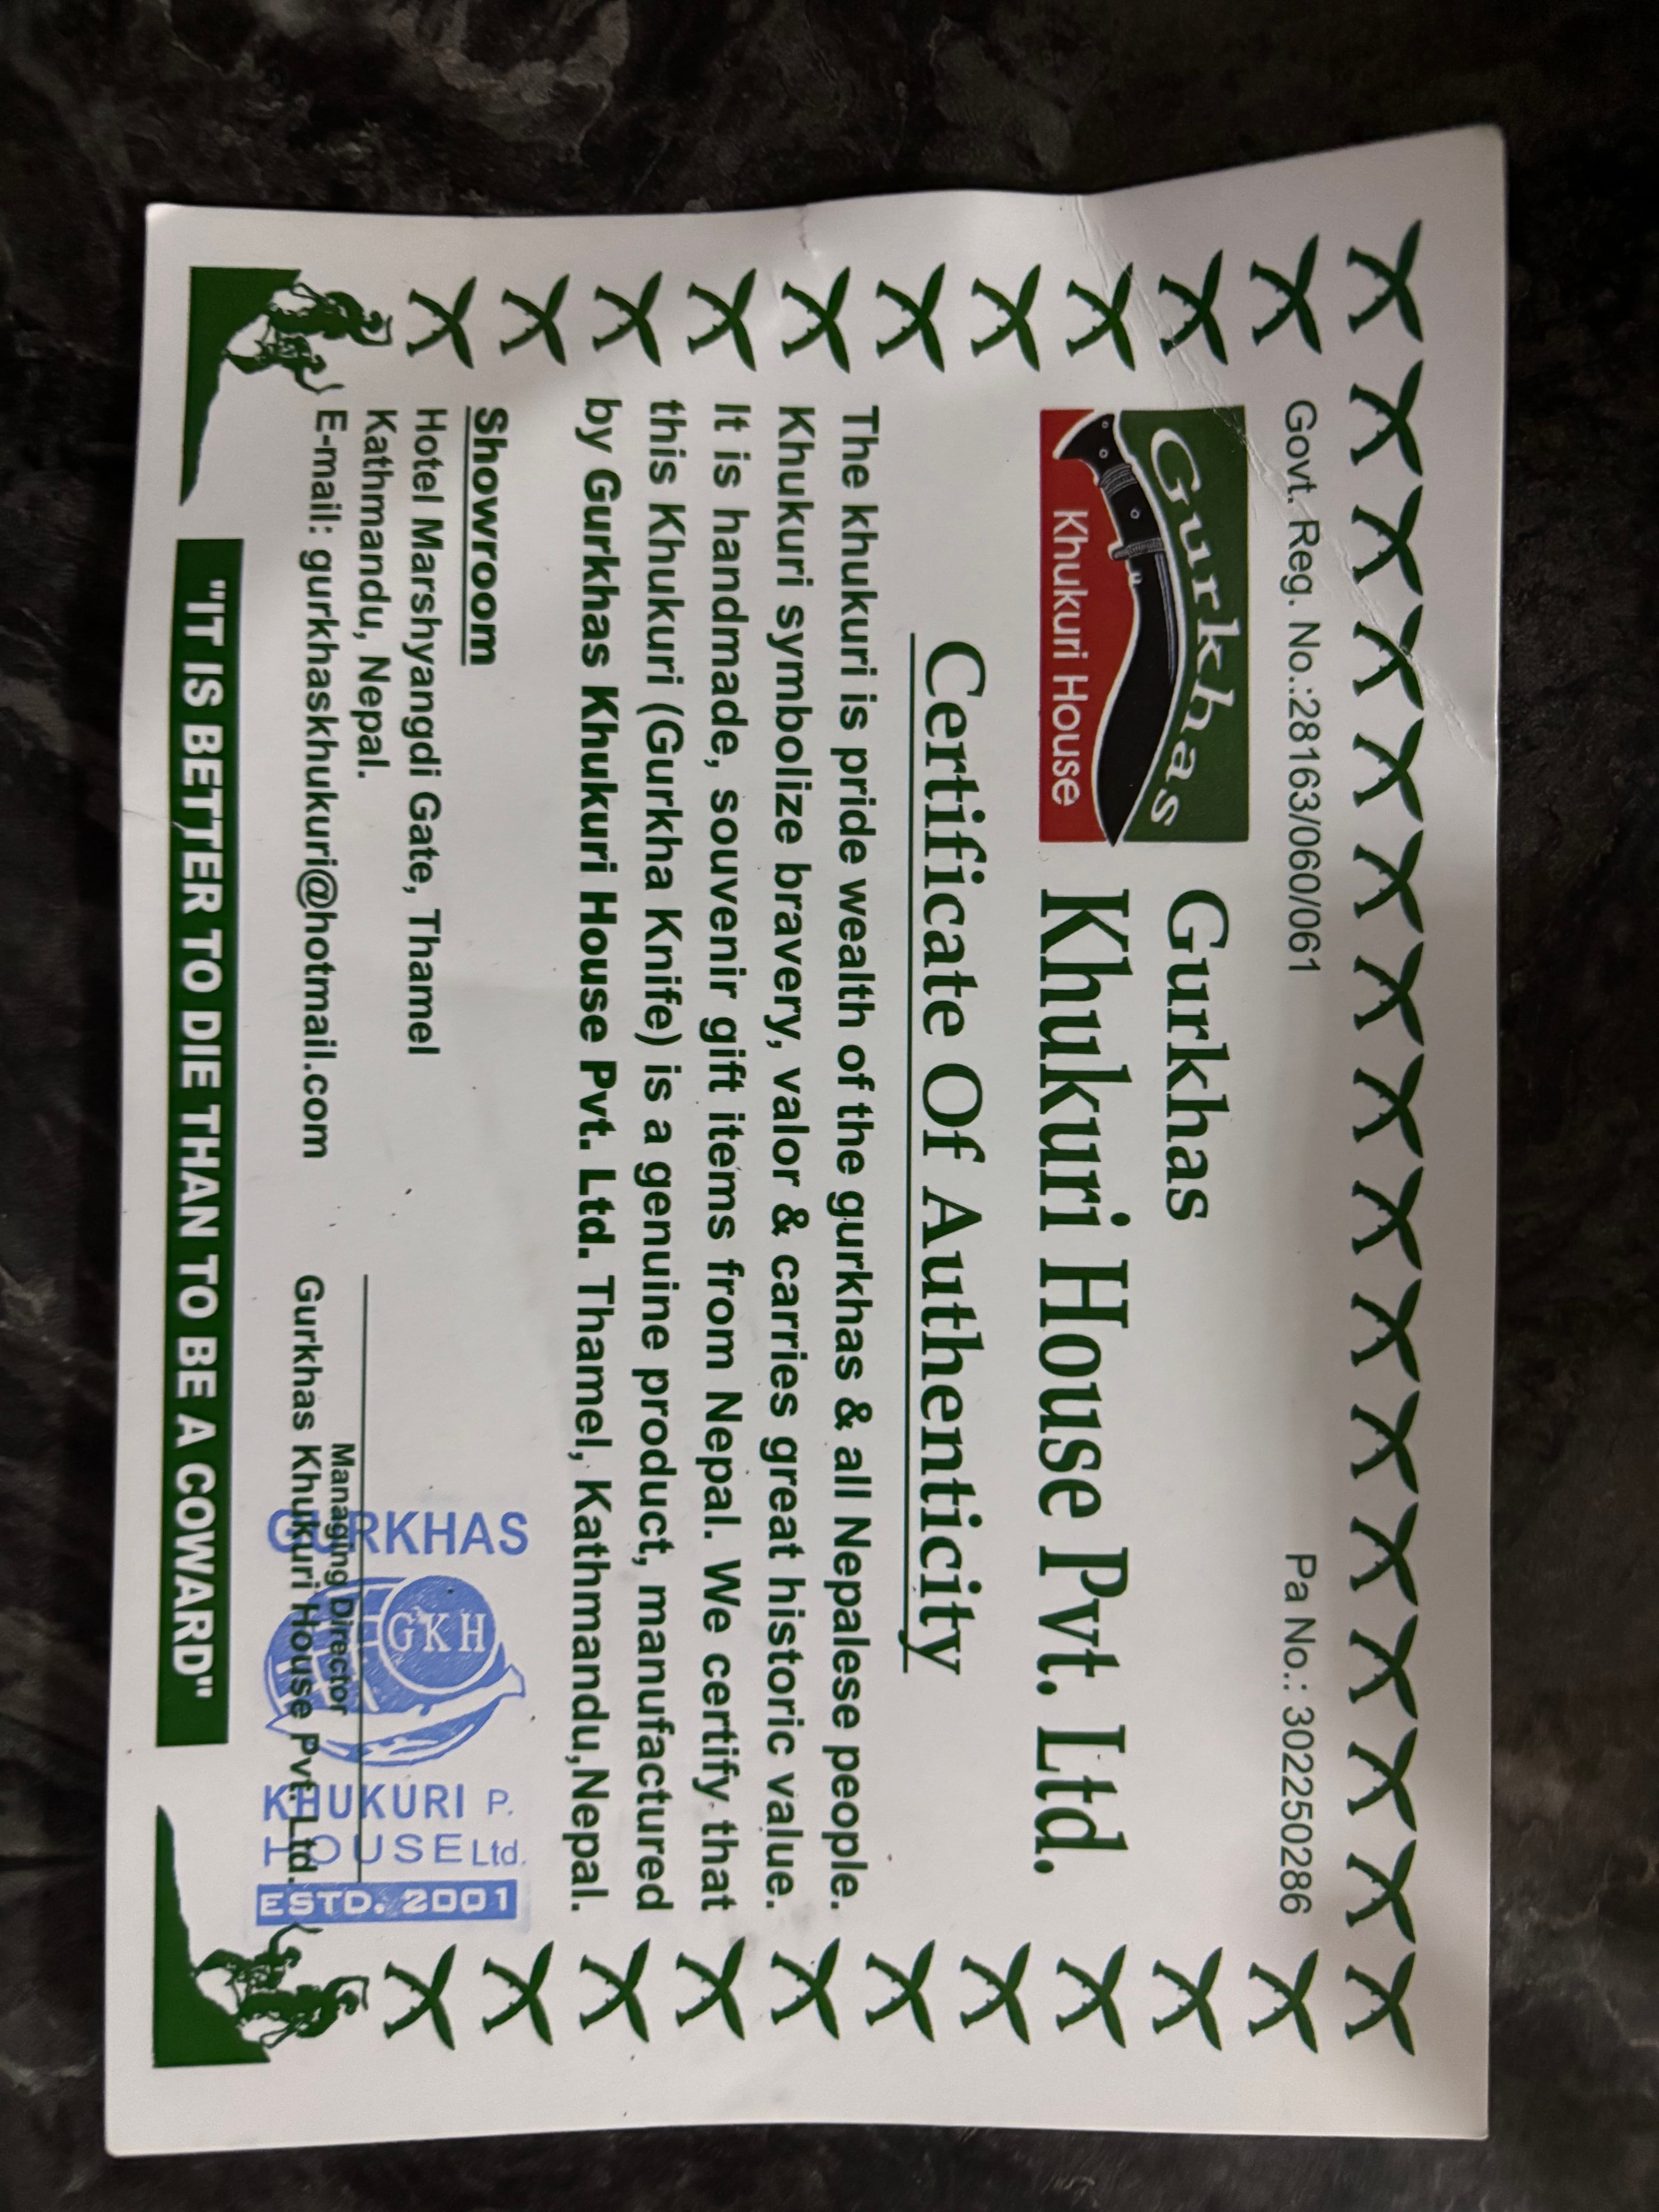 Govt. Reg. No.:28163/060/061
Pa No.: 302250286
Gurkhas
Khukuri House
Gurkhas
Khukuri House Pvt. Ltd.
Certificate Of Authenticity
The khukuri is pride wealth of the gurkhas & all Nepalese people.
Khukuri symbolize bravery, valor & carries great historic value.
It is handmade, souvenir gift items from Nepal. We certify that
this Khukuri (Gurkha Knife) is a genuine product, manufactured
by Gurkhas Khukuri House Pvt. Ltd. Thamel, Kathmandu,Nepal.
Showroom
Hotel Marshyangdi Gate, Thamel
Kathmandu, Nepal.
E-mail: gurkhaskhukuri@hotmail.com
Managing Director
Gurkhas Khukuri House Pvt. Ltd.
GURKHAS
GKH
KHUKURI P.
HOUSE Ltd.
ESTD. 2001
"IT IS BETTER TO DIE THAN TO BE A COWARD"